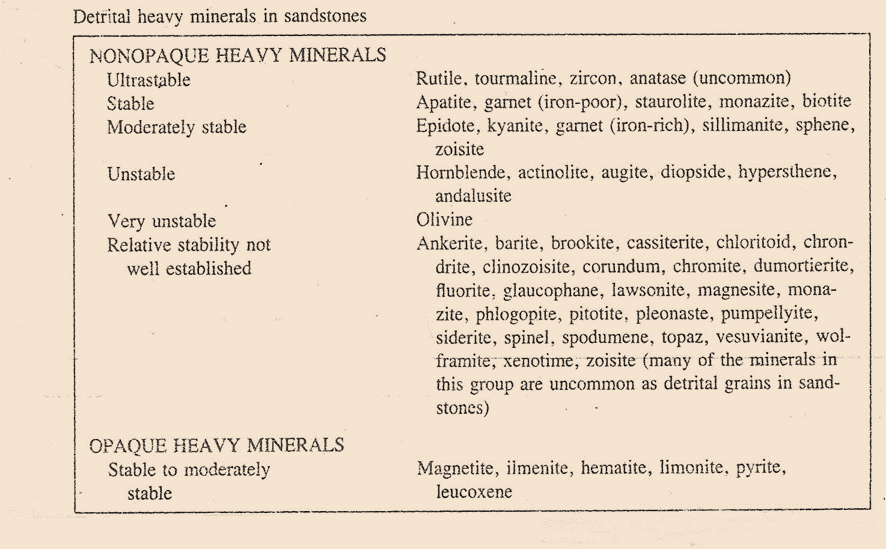 Detrital heavy minerals in sandstones
NONOPAQUE HEAVY MINERALS
Ultrastable Rutile, tourmaline, zircon, anatase (uncommon)
Stable Apatite, garnet (iron-poor), staurolite, monazite, biotite
Moderately stable Epidote, kyanite, garnet (iron-rich), sillimanite, sphene,
zoisite
Unstable Hornblende, actinolite, augite, diopside, hypersthene,
andalusite
Very unstable Olivine
Relative stability not Ankerite, barite, brookite, cassiterite, chloritoid, chron-
well established drite, clinozoisite, corundum, chromite, dumortierite,
fluorite, glaucophane, lawsonite, magnesite, mona-
zite, phlogopite, pitotite, pleonaste, pumpellyite,
siderite, spinel, spodumene, topaz, vesuvianite, wol-
framite, xenotime, zoisite (many of the minerals in
this group are uncommon as detrital grains in sand-
stones)
OPAQUE HEAVY MINERALS
Stable to moderately Magnetite, ilmenite, hematite, limonite, pyrite,
stable leucoxene